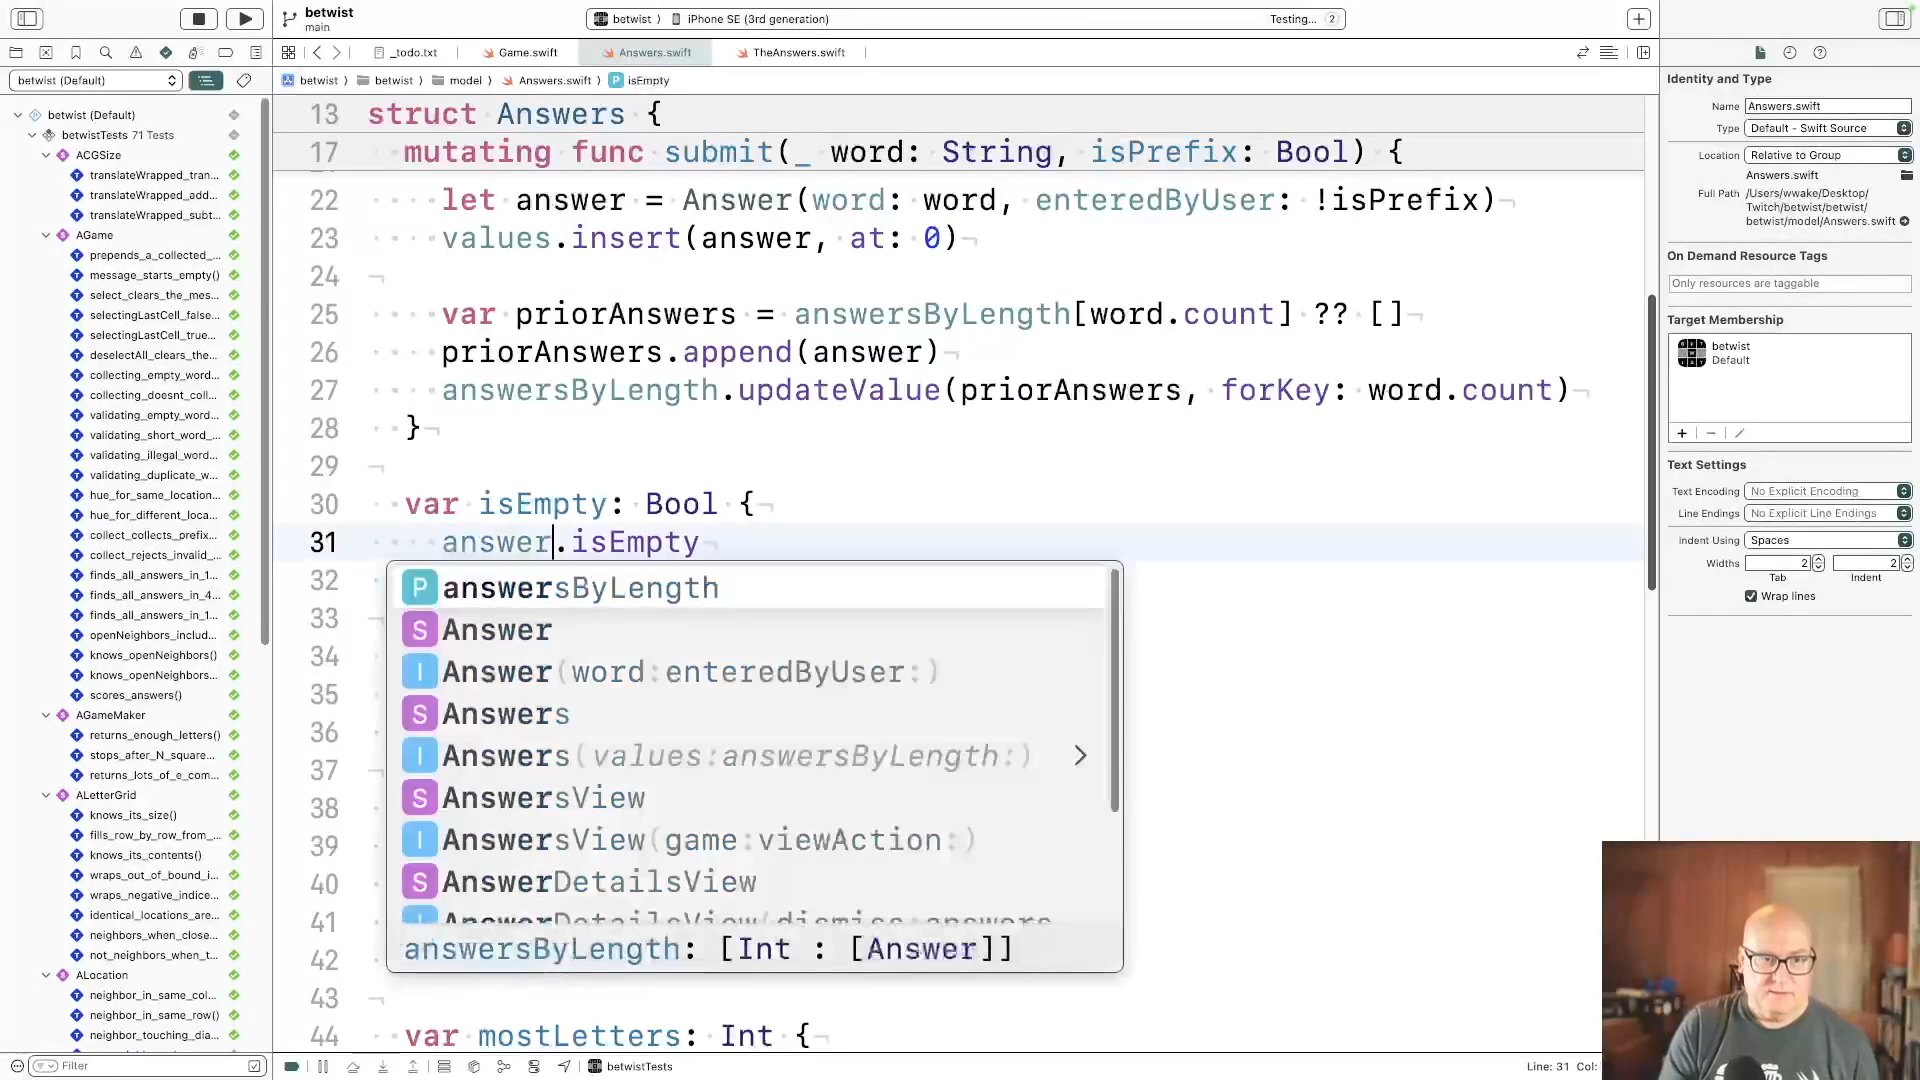 betwist
main
betwist 〉 iPhone SE (3rd generation)
Testing... 2
_todo.txt
Game.swift
Answers.swift
TheAnswers.swift
betwist (Default)
betwist 〉 betwist 〉 model 〉 Answers.swift 〉 P isEmpty
betwist (Default)
betwistTests 71 Tests
ACGSize
translateWrapped_tran...
translateWrapped_add...
translateWrapped_subt...
AGame
prepends_a_collected_...
message_starts_empty()
select_clears_the_mes...
selectingLastCell_false...
selectingLastCell_true...
deselectAll_clears_the...
collecting_empty_word...
collecting_doesnt_coll...
validating_empty_word...
validating_short_word_...
validating_illegal_word...
validating_duplicate_w...
hue_for_same_location...
hue_for_different_loca...
collect_collects_prefix...
collect_rejects_invalid_...
finds_all_answers_in_1...
finds_all_answers_in_4...
finds_all_answers_in_1...
openNeighbors_includ...
knows_openNeighbors()
knows_openNeighbors...
scores_answers()
AGameMaker
returns_enough_letters()
stops_after_N_square...
returns_lots_of_e_com...
ALetterGrid
knows_its_size()
fills_row_by_row_from_...
knows_its_contents()
wraps_out_of_bound_i...
wraps_negative_indice...
identical_locations_are...
neighbors_when_close...
not_neighbors_when_t...
ALocation
neighbor_in_same_col...
neighbor_in_same_row()
neighbor_touching_dia...
Filter
13 struct Answers {
17 mutating func submit(_ word: String, isPrefix: Bool) {
22 let answer = Answer(word: word, enteredByUser: !isPrefix)
23 values.insert(answer, at: 0)
24
25 var priorAnswers = answersByLength[word.count] ?? []
26 priorAnswers.append(answer)
27 answersByLength.updateValue(priorAnswers, forKey: word.count)
28 }
29
30 var isEmpty: Bool {
31 answer.isEmpty
32
33
34
35
36
37
38
39
40
41
42
43
44 var mostLetters: Int {
P answersByLength
S Answer
I Answer(word:enteredByUser:)
S Answers
I Answers(values:answersByLength:)
S AnswersView
I AnswersView(game:viewAction:)
S AnswerDetailsView
AnswerDetailsView(dismiss:answers
answersByLength: [Int : [Answer]]
betwistTests
Line: 31 Col:
Identity and Type
Name Answers.swift
Type Default - Swift Source
Location Relative to Group
Answers.swift
Full Path /Users/wwake/Desktop/
Twitch/betwist/betwist/
betwist/model/Answers.swift
On Demand Resource Tags
Only resources are taggable
Target Membership
betwist
Default
Text Settings
Text Encoding No Explicit Encoding
Line Endings No Explicit Line Endings
Indent Using Spaces
Widths 2 2
Tab Indent
Wrap lines